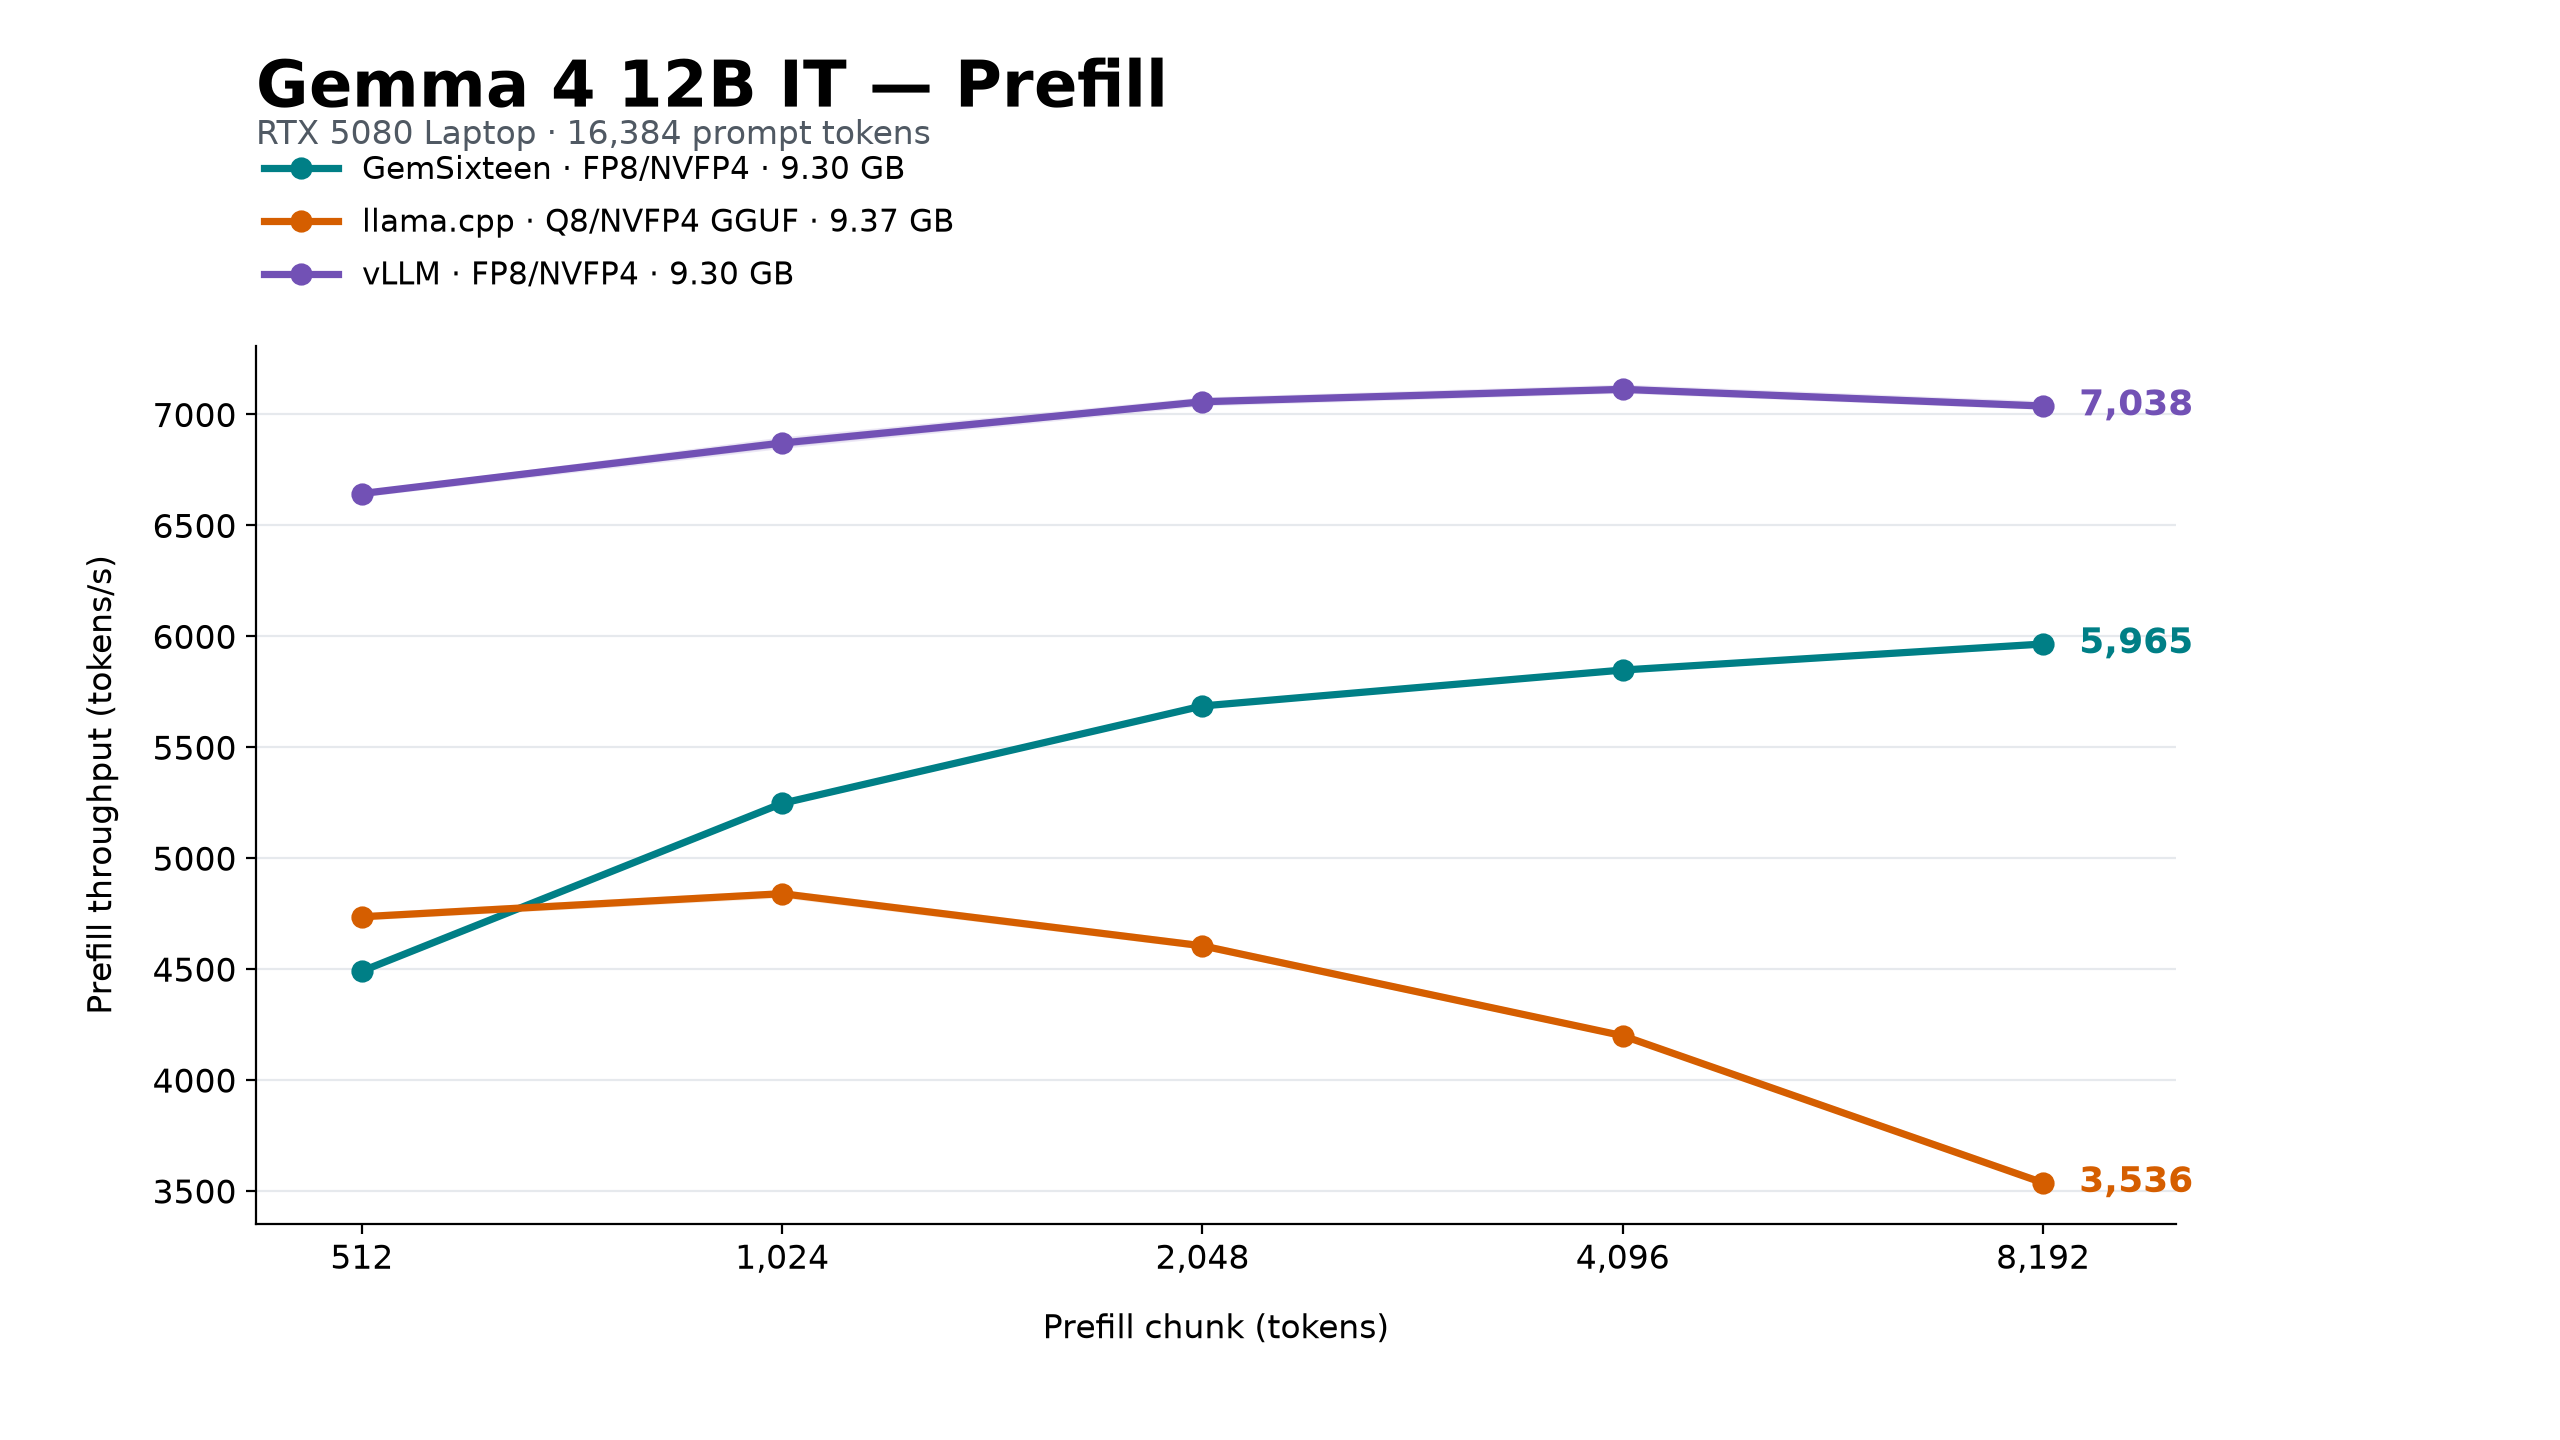 Gemma 4 12B IT — Prefill
RTX 5080 Laptop · 16,384 prompt tokens
GemSixteen · FP8/NVFP4 · 9.30 GB
llama.cpp · Q8/NVFP4 GGUF · 9.37 GB
vLLM · FP8/NVFP4 · 9.30 GB
Prefill throughput (tokens/s)
7000
6500
6000
5500
5000
4500
4000
3500
7,038
5,965
3,536
512
1,024
2,048
4,096
8,192
Prefill chunk (tokens)